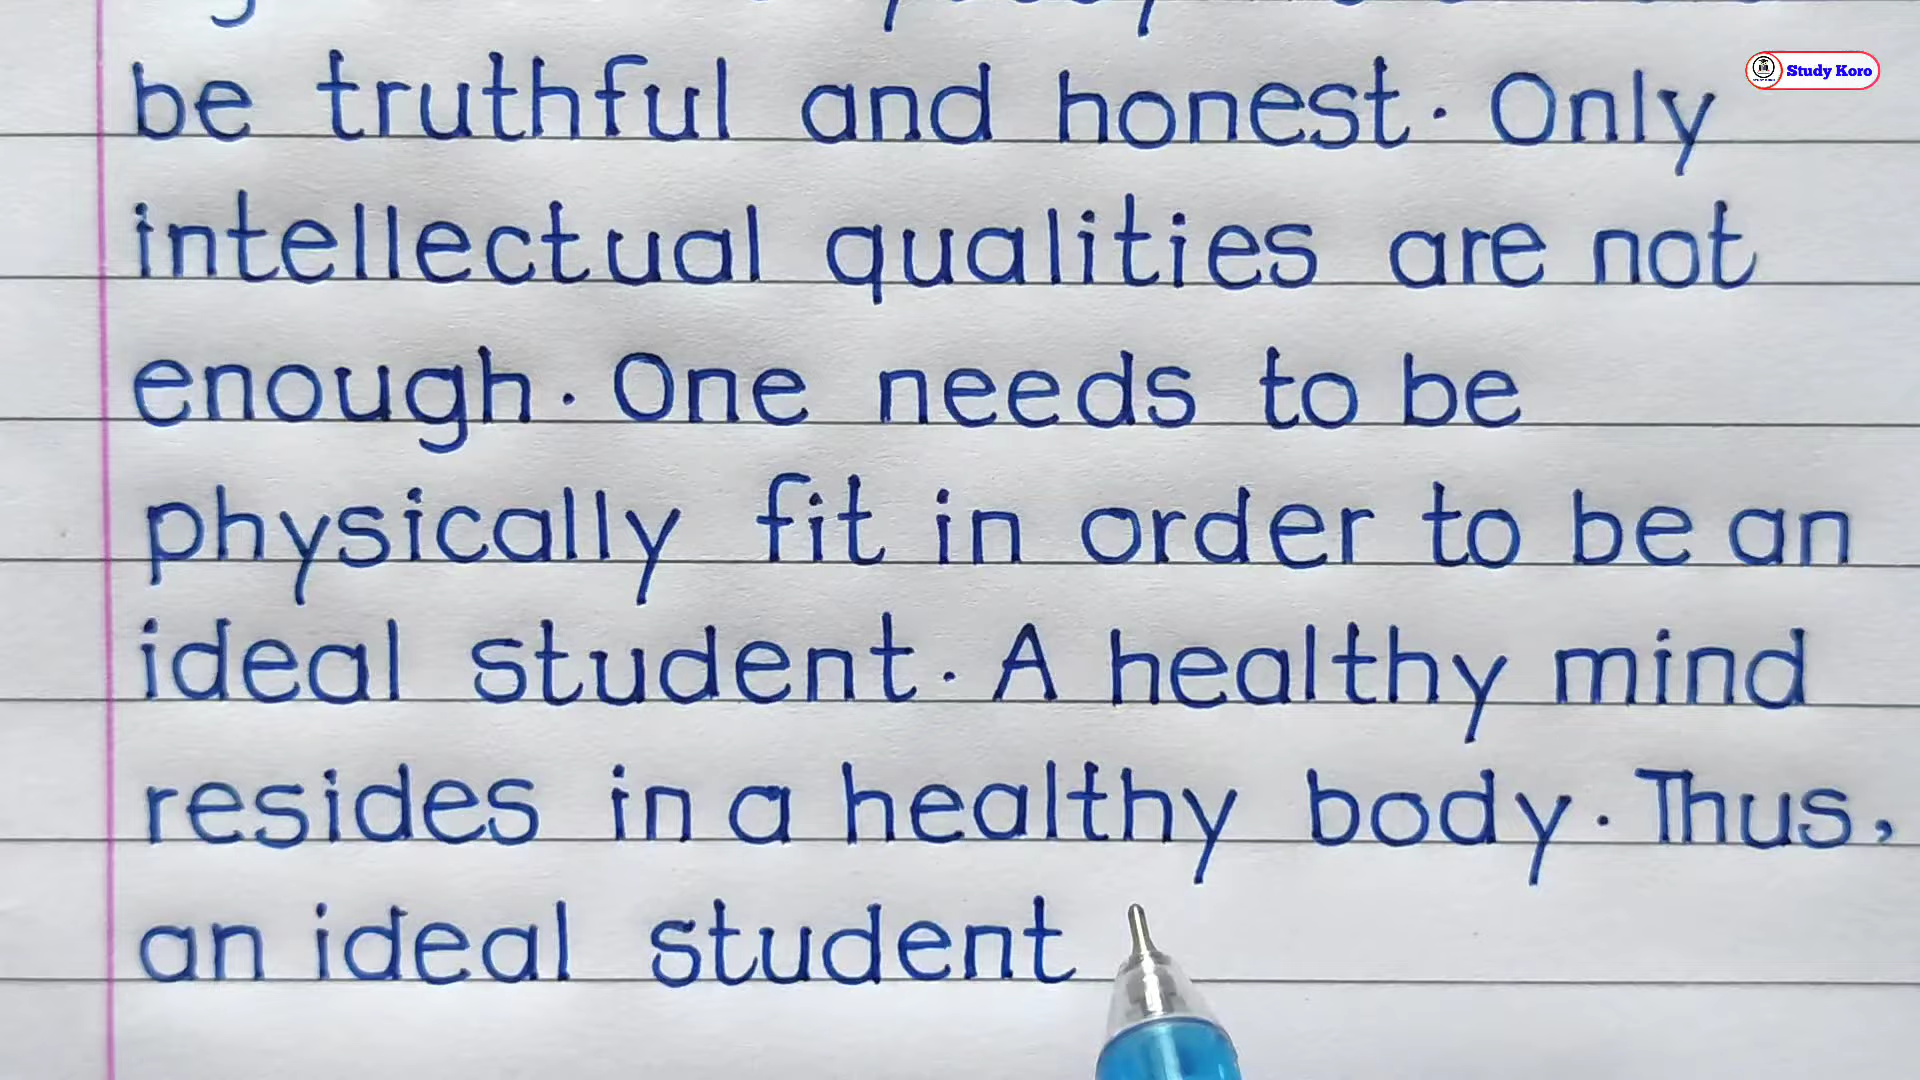 be truthful and honest. Only
Study Koro
intellectual qualities are not
enough. One needs to be
physically fit in order to be an
ideal student. A healthy mind
resides in a healthy body. Thus,
an ideal student